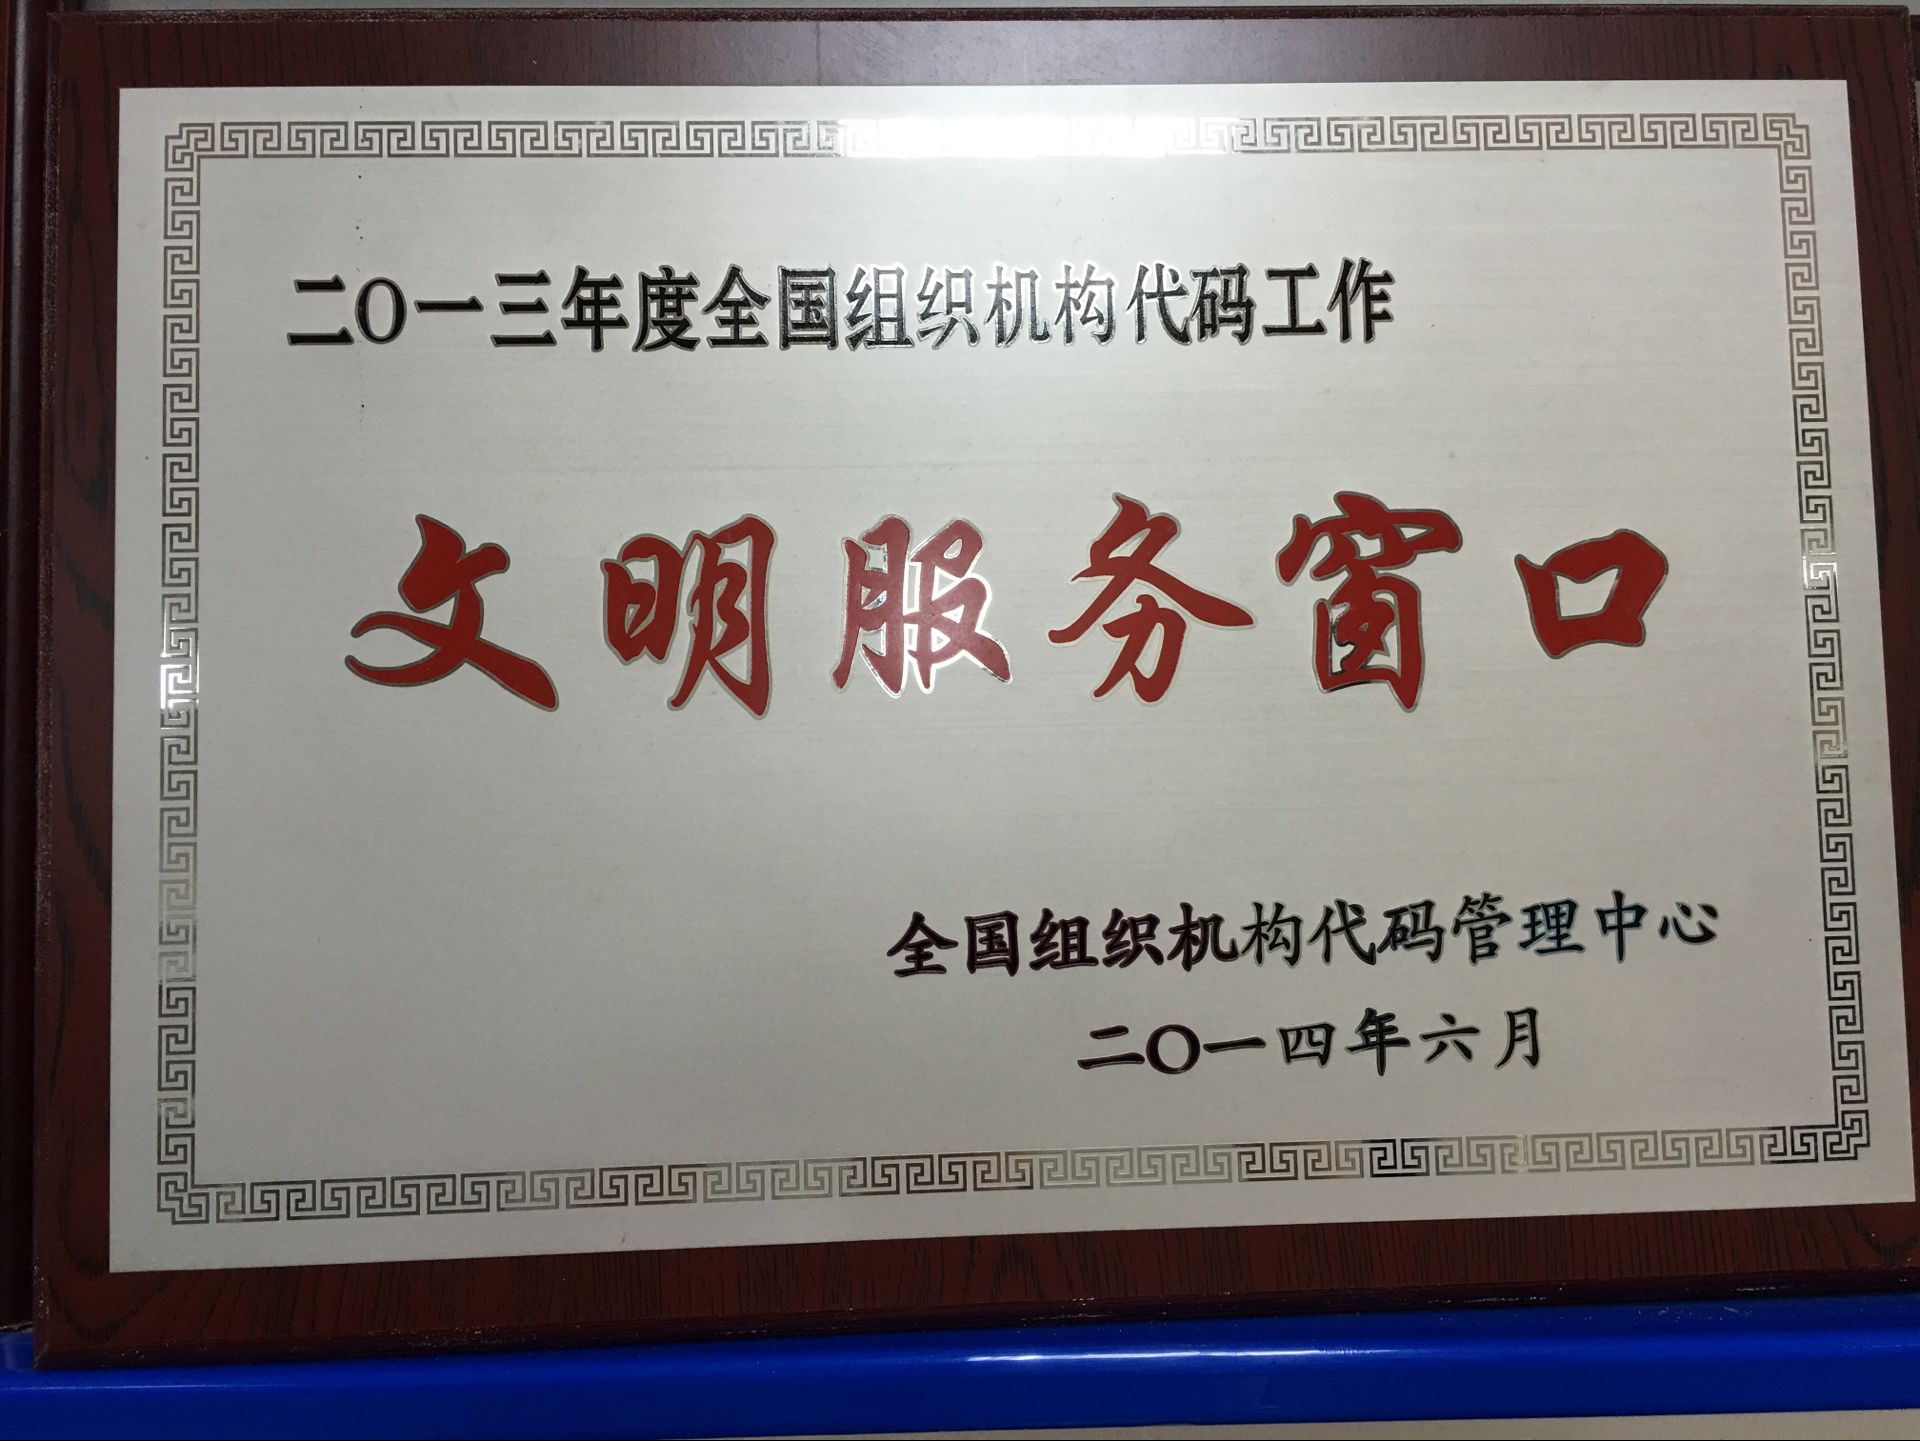 二〇一三年度全国组织机构代码工作
文明服务窗口
全国组织机构代码管理中心
二〇一四年六月